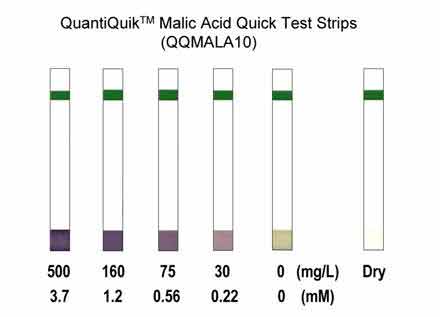 QuantiQuik™ Malic Acid Quick Test Strips
(QQMALA10)
500 160 75 30 0 (mg/L) Dry
3.7 1.2 0.56 0.22 0 (mM)